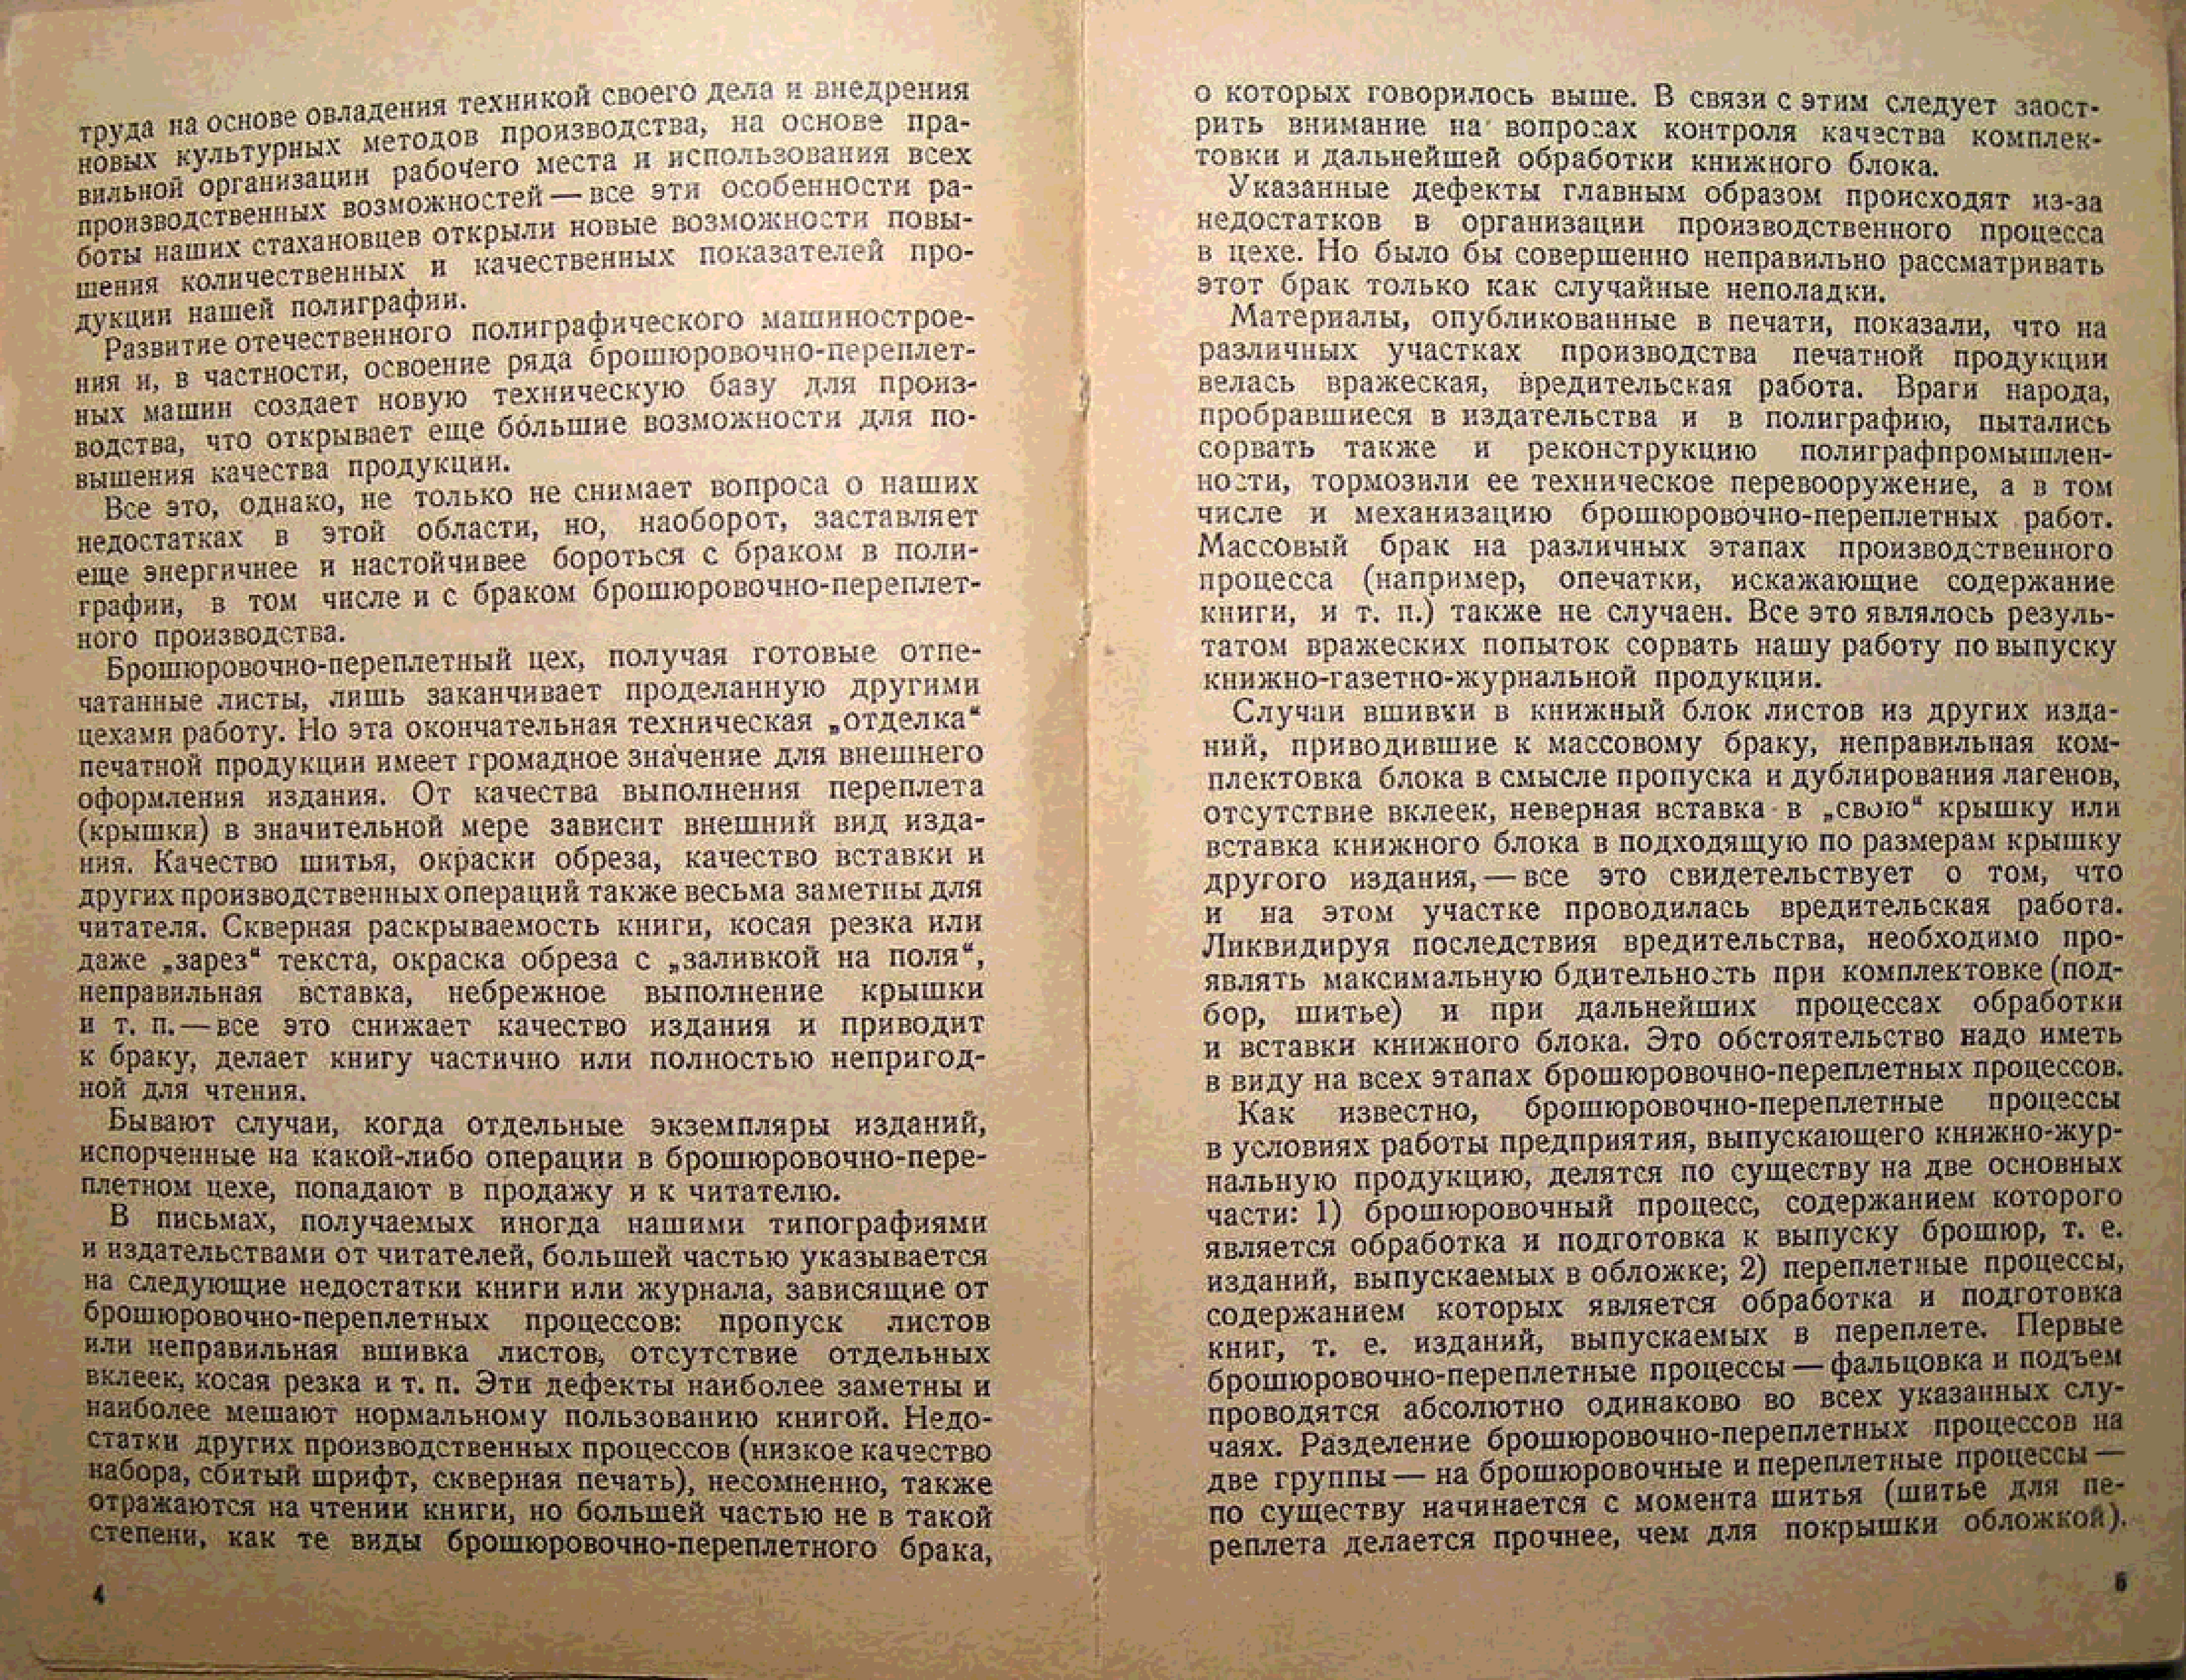 труда на основе овладения техникой своего дела и внедрения
новых культурных методов производства, на основе пра-
вильной организации рабочего места и использования всех
производственных возможностей — все эти особенности ра-
боты наших стахановцев открыли новые возможности повы-
шения количественных и качественных показателей про-
дукции нашей полиграфии.
Развитие отечественного полиграфического машинострое-
ния и, в частности, освоение ряда брошюровочно-переплет-
ных машин создает новую техническую базу для произ-
водства, что открывает еще бо́льшие возможности для по-
вышения качества продукции.
Все это, однако, не только не снимает вопроса о наших
недостатках в этой области, но, наоборот, заставляет
еще энергичнее и настойчивее бороться с браком в поли-
графии, в том числе и с браком брошюровочно-переплет-
ного производства.
Брошюровочно-переплетный цех, получая готовые отпе-
чатанные листы, лишь заканчивает проделанную другими
цехами работу. Но эта окончательная техническая „отделка“
печатной продукции имеет громадное значение для внешнего
оформления издания. От качества выполнения переплета
(крышки) в значительной мере зависит внешний вид изда-
ния. Качество шитья, окраски обреза, качество вставки и
других производственных операций также весьма заметны для
читателя. Скверная раскрываемость книги, косая резка или
даже „зарез“ текста, окраска обреза с „заливкой на поля“,
неправильная вставка, небрежное выполнение крышки
и т. п. — все это снижает качество издания и приводит
к браку, делает книгу частично или полностью непригод-
ной для чтения.
Бывают случаи, когда отдельные экземпляры изданий,
испорченные на какой-либо операции в брошюровочно-пере-
плетном цехе, попадают в продажу и к читателю.
В письмах, получаемых иногда нашими типографиями
и издательствами от читателей, большей частью указывается
на следующие недостатки книги или журнала, зависящие от
брошюровочно-переплетных процессов: пропуск листов
или неправильная вшивка листов, отсутствие отдельных
вклеек, косая резка и т. п. Эти дефекты наиболее заметны и
наиболее мешают нормальному пользованию книгой. Недо-
статки других производственных процессов (низкое качество
набора, сбитый шрифт, скверная печать), несомненно, также
отражаются на чтении книги, но большей частью не в такой
степени, как те виды брошюровочно-переплетного брака,
4
о которых говорилось выше. В связи с этим следует заост-
рить внимание на вопросах контроля качества комплек-
товки и дальнейшей обработки книжного блока.
Указанные дефекты главным образом происходят из-за
недостатков в организации производственного процесса
в цехе. Но было бы совершенно неправильно рассматривать
этот брак только как случайные неполадки.
Материалы, опубликованные в печати, показали, что на
различных участках производства печатной продукции
велась вражеская, вредительская работа. Враги народа,
пробравшиеся в издательства и в полиграфию, пытались
сорвать также и реконструкцию полиграфпромышлен-
ности, тормозили ее техническое перевооружение, а в том
числе и механизацию брошюровочно-переплетных работ.
Массовый брак на различных этапах производственного
процесса (например, опечатки, искажающие содержание
книги, и т. п.) также не случаен. Все это являлось резуль-
татом вражеских попыток сорвать нашу работу по выпуску
книжно-газетно-журнальной продукции.
Случаи вшивки в книжный блок листов из других изда-
ний, приводившие к массовому браку, неправильная ком-
плектовка блока в смысле пропуска и дублирования лагенов,
отсутствие вклеек, неверная вставка в „свою“ крышку или
вставка книжного блока в подходящую по размерам крышку
другого издания, — все это свидетельствует о том, что
и на этом участке проводилась вредительская работа.
Ликвидируя последствия вредительства, необходимо про-
являть максимальную бдительность при комплектовке (под-
бор, шитье) и при дальнейших процессах обработки
и вставки книжного блока. Это обстоятельство надо иметь
в виду на всех этапах брошюровочно-переплетных процессов.
Как известно, брошюровочно-переплетные процессы
в условиях работы предприятия, выпускающего книжно-жур-
нальную продукцию, делятся по существу на две основных
части: 1) брошюровочный процесс, содержанием которого
является обработка и подготовка к выпуску брошюр, т. е.
изданий, выпускаемых в обложке; 2) переплетные процессы,
содержанием которых является обработка и подготовка
книг, т. е. изданий, выпускаемых в переплете. Первые
брошюровочно-переплетные процессы — фальцовка и подъем
проводятся абсолютно одинаково во всех указанных слу-
чаях. Разделение брошюровочно-переплетных процессов на
две группы — на брошюровочные и переплетные процессы —
по существу начинается с момента шитья (шитье для пе-
реплета делается прочнее, чем для покрышки обложкой).
5